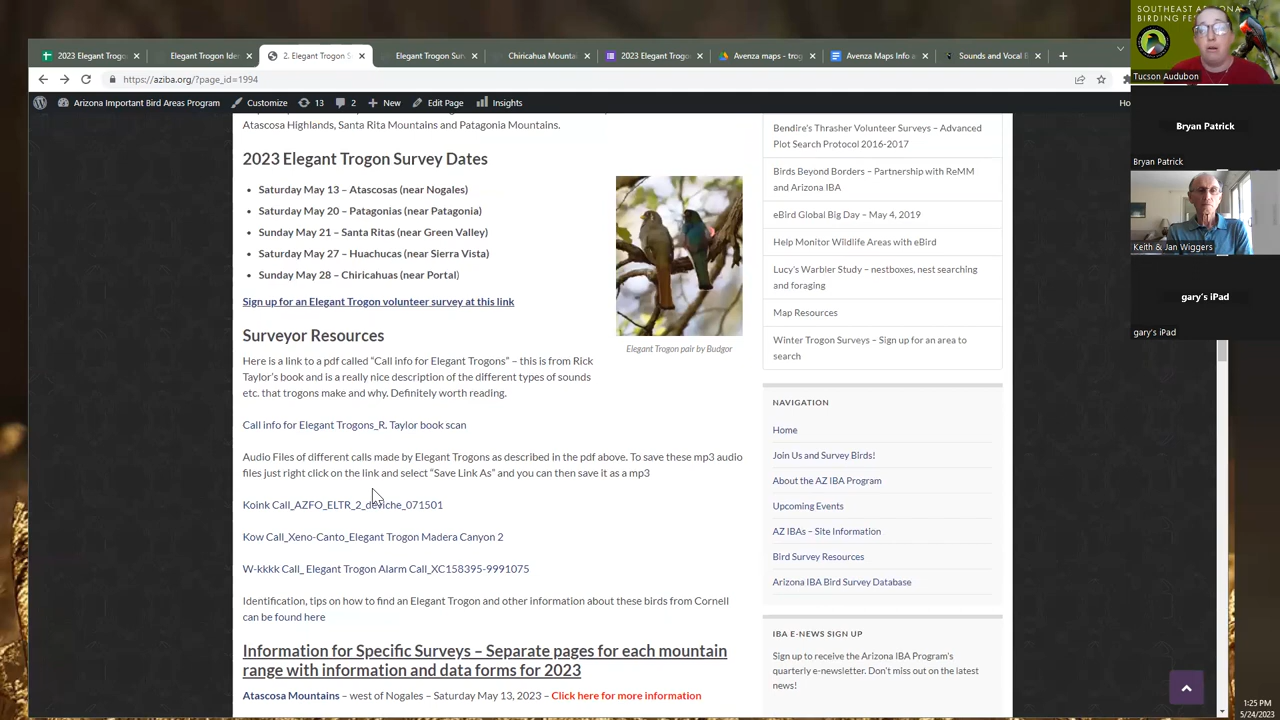 SOUTHEAST ARIZONA
BIRDING FE
Tucson Audubon
Bryan Patrick
Bryan Patrick
Keith & Jan Wiggers
gary's iPad
gary's iPad
2023 Elegant Trogo
Elegant Trogon Ide
2. Elegant Trogon S
Elegant Trogon Sur
Chiricahua Mountai
2023 Elegant Trogo
Avenza maps - trog
Avenza Maps Info a
Sounds and Vocal B
https://aziba.org/?page_id=1994
Arizona Important Bird Areas Program
Customize
13
2
New
Edit Page
Insights
Ho
Atascosa Highlands, Santa Rita Mountains and Patagonia Mountains.
2023 Elegant Trogon Survey Dates
• Saturday May 13 – Atascosas (near Nogales)
• Saturday May 20 – Patagonias (near Patagonia)
• Sunday May 21 – Santa Ritas (near Green Valley)
• Saturday May 27 – Huachucas (near Sierra Vista)
• Sunday May 28 – Chiricahuas (near Portal)
Sign up for an Elegant Trogon volunteer survey at this link
Elegant Trogon pair by Budgor
Surveyor Resources
Here is a link to a pdf called “Call info for Elegant Trogons” – this is from Rick
Taylor’s book and is a really nice description of the different types of sounds
etc. that trogons make and why. Definitely worth reading.
Call info for Elegant Trogons_R. Taylor book scan
Audio Files of different calls made by Elegant Trogons as described in the pdf above. To save these mp3 audio
files just right click on the link and select “Save Link As” and you can then save it as a mp3
Koink Call_AZFO_ELTR_2_deviche_071501
Kow Call_Xeno-Canto_Elegant Trogon Madera Canyon 2
W-kkkk Call_ Elegant Trogon Alarm Call_XC158395-9991075
Identification, tips on how to find an Elegant Trogon and other information about these birds from Cornell
can be found here
Information for Specific Surveys – Separate pages for each mountain
range with information and data forms for 2023
Atascosa Mountains – west of Nogales – Saturday May 13, 2023 – Click here for more information
Bendire's Thrasher Volunteer Surveys – Advanced
Plot Search Protocol 2016-2017
Birds Beyond Borders – Partnership with ReMM
and Arizona IBA
eBird Global Big Day – May 4, 2019
Help Monitor Wildlife Areas with eBird
Lucy's Warbler Study – nestboxes, nest searching
and foraging
Map Resources
Winter Trogon Surveys – Sign up for an area to
search
NAVIGATION
Home
Join Us and Survey Birds!
About the AZ IBA Program
Upcoming Events
AZ IBAs – Site Information
Bird Survey Resources
Arizona IBA Bird Survey Database
IBA E-NEWS SIGN UP
Sign up to receive the Arizona IBA Program's
quarterly e-newsletter. Don't miss out on the latest
news!
1:25 PM
5/24/2023